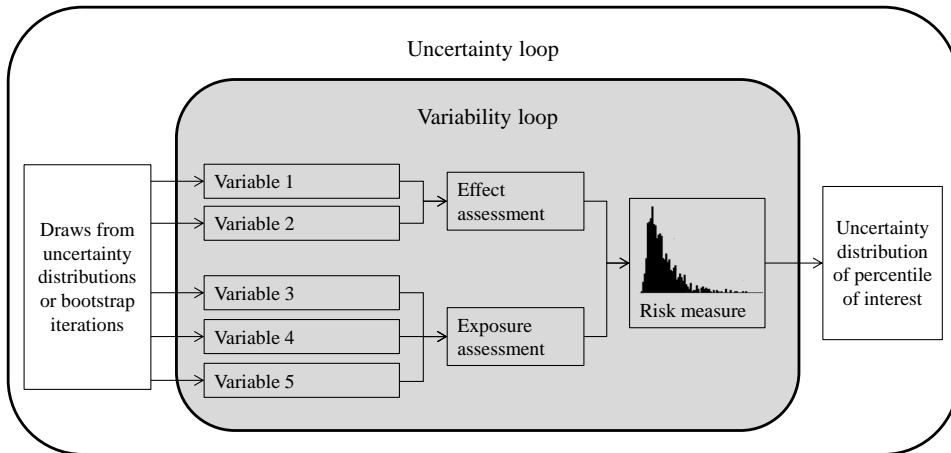 Uncertainty loop
Variability loop
Draws from
uncertainty
distributions
or bootstrap
iterations
Variable 1
Variable 2
Variable 3
Variable 4
Variable 5
Effect
assessment
Exposure
assessment
Risk measure
Uncertainty
distribution
of percentile
of interest